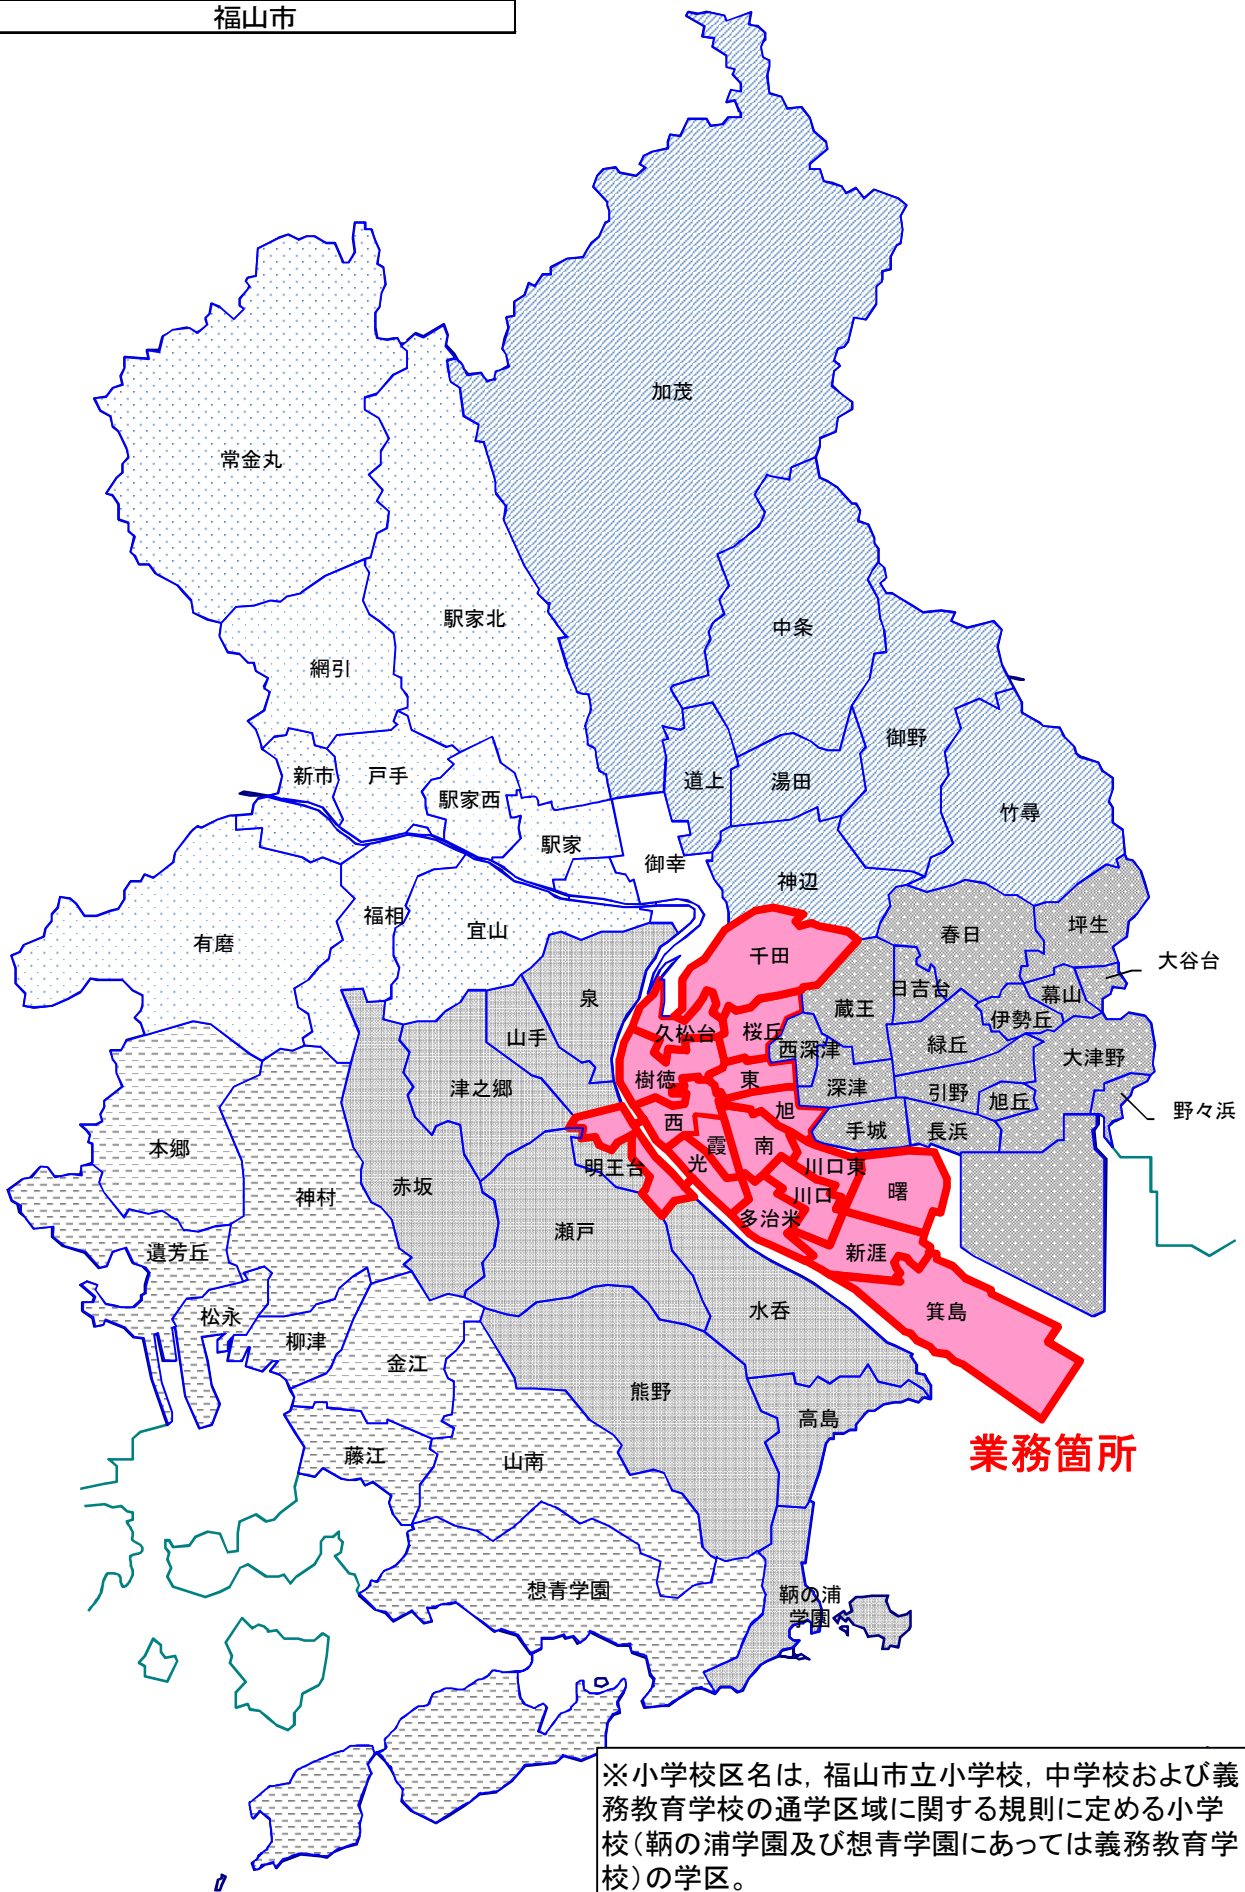 福山市
加茂
常金丸
駅家北
中条
網引
御野
新市
戸手
道上
湯田
駅家西
竹尋
駅家
御幸
神辺
福相
宜山
有磨
春日
坪生
千田
大谷台
泉
日吉台
幕山
蔵王
伊勢丘
山手
久松台
桜丘
西深津
緑丘
大津野
樹徳
東
津之郷
深津
引野
旭丘
野々浜
西
旭
手城
長浜
本郷
霞
南
明王台
光
川口東
赤坂
神村
川口
曙
多治米
瀬戸
遺芳丘
新涯
松永
水呑
箕島
柳津
金江
熊野
高島
業務箇所
藤江
山南
想青学園
鞆の浦
学園
※小学校区名は，福山市立小学校，中学校および義
務教育学校の通学区域に関する規則に定める小学
校（鞆の浦学園及び想青学園にあっては義務教育学
校）の学区。